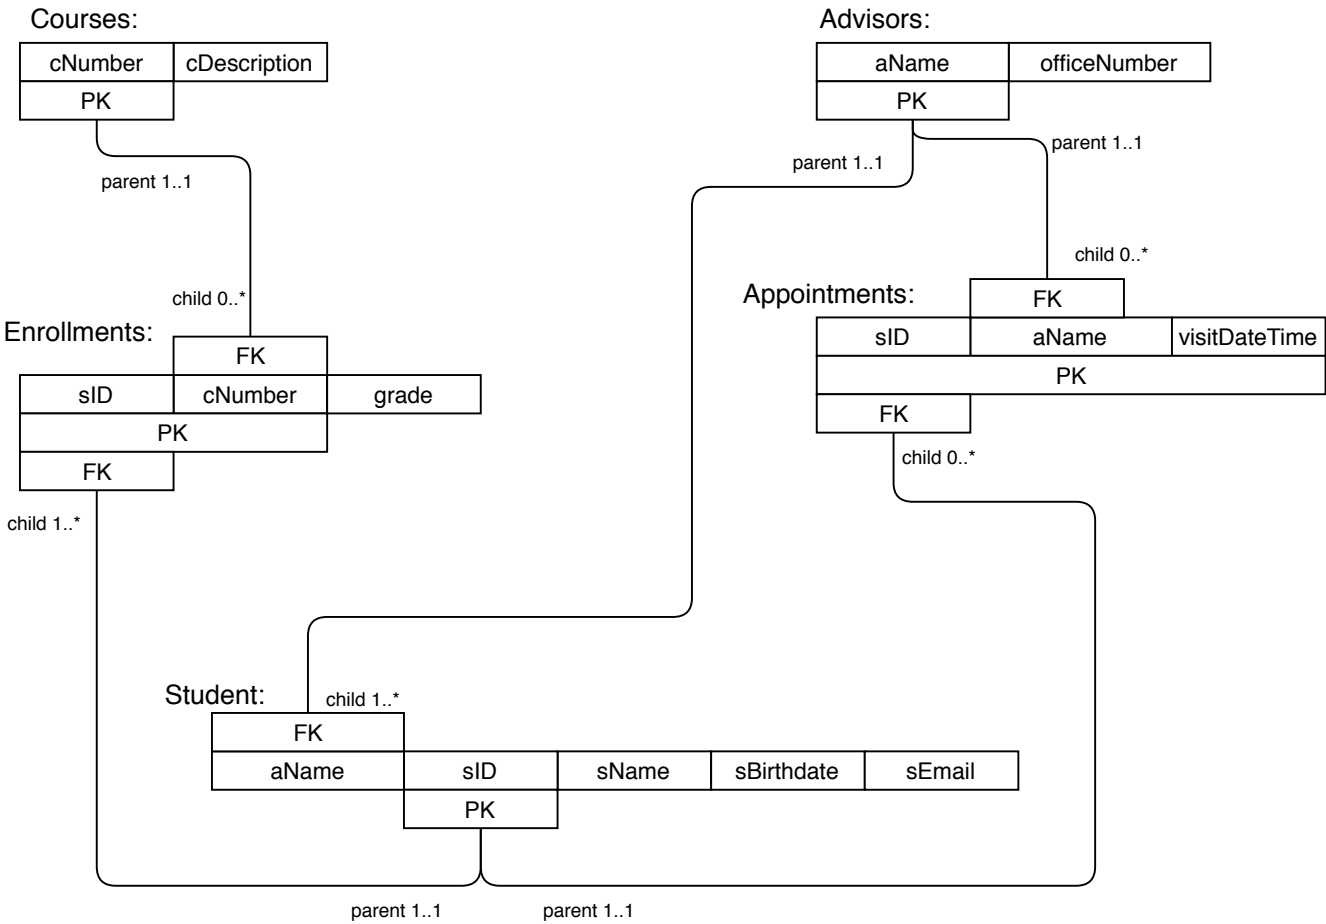 Courses:
cNumber cDescription
PK
parent 1..1
Advisors:
aName officeNumber
PK
parent 1..1
parent 1..1
child 0..*
Enrollments:
FK
sID cNumber grade
PK
FK
child 1..*
child 0..*
Appointments:
FK
sID aName visitDateTime
PK
FK
child 0..*
Student:
child 1..*
FK
aName sID sName sBirthdate sEmail
PK
parent 1..1
parent 1..1